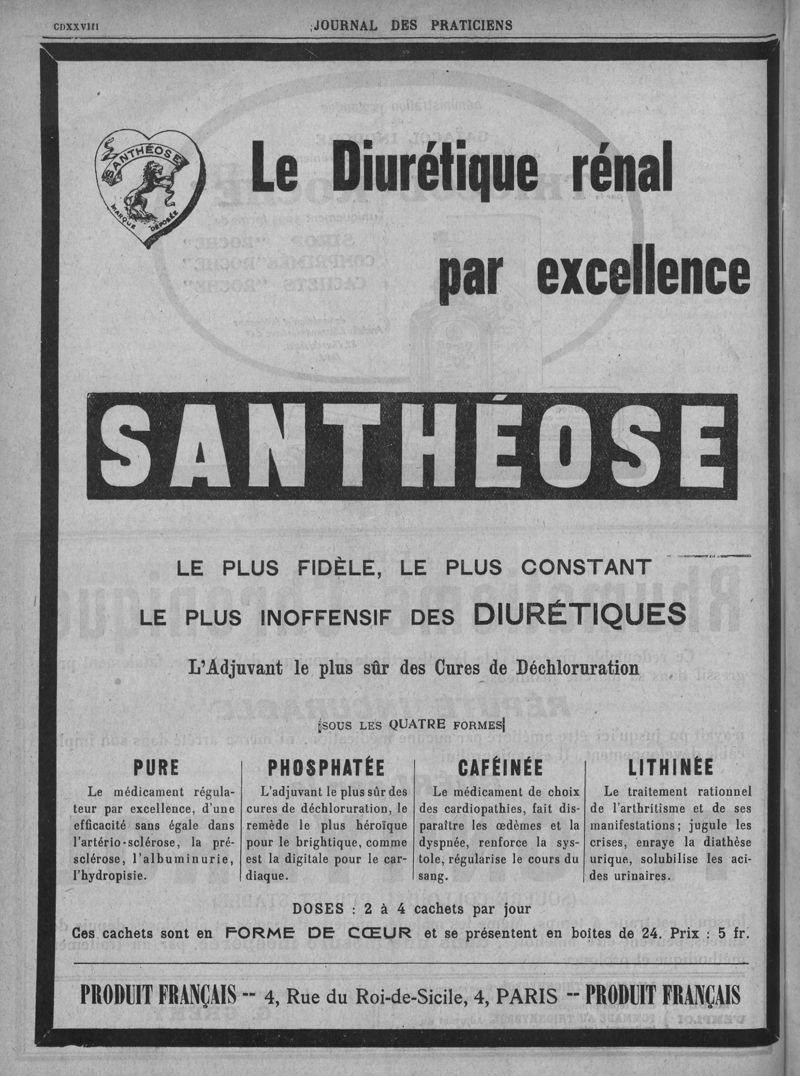 CDXXVIII
JOURNAL DES PRATICIENS
SANTHÉOSE
MARQUE DÉPOSÉE
Le Diurétique rénal
par excellence
SANTHÉOSE
LE PLUS FIDÈLE, LE PLUS CONSTANT
LE PLUS INOFFENSIF DES DIURÉTIQUES
L'Adjuvant le plus sûr des Cures de Déchloruration
SOUS LES QUATRE FORMES
PURE
Le médicament régula-
teur par excellence, d'une
efficacité sans égale dans
l'artério-sclérose, la pré-
sclérose, l'albuminurie,
l'hydropisie.
PHOSPHATÉE
L'adjuvant le plus sûr des
cures de déchloruration, le
remède le plus héroïque
pour le brightique, comme
est la digitale pour le car-
diaque.
CAFÉINÉE
Le médicament de choix
des cardiopathies, fait dis-
paraître les œdèmes et la
dyspnée, renforce la sys-
tole, régularise le cours du
sang.
LITHINÉE
Le traitement rationnel
de l'arthritisme et de ses
manifestations; jugule les
crises, enraye la diathèse
urique, solubilise les aci-
des urinaires.
DOSES : 2 à 4 cachets par jour
Ces cachets sont en FORME DE CŒUR et se présentent en boites de 24. Prix : 5 fr.
PRODUIT FRANÇAIS -- 4, Rue du Roi-de-Sicile, 4, PARIS -- PRODUIT FRANÇAIS